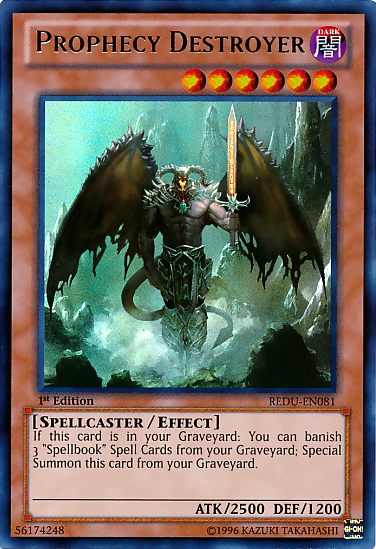 PROPHECY DESTROYER
DARK
闇
1st Edition
REDU-EN081
[SPELLCASTER / EFFECT]
If this card is in your Graveyard: You can banish
3 "Spellbook" Spell Cards from your Graveyard; Special
Summon this card from your Graveyard.
ATK/2500 DEF/1200
56174248
©1996 KAZUKI TAKAHASHI